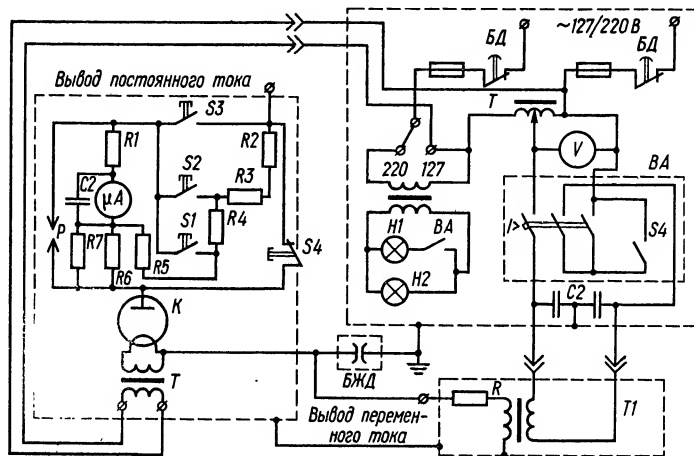 ~127/220 В
БД
БД
Вывод постоянного тока
S3
T
R1
R2
V
S2
C2
μA
R3
220
127
ВА
S1
R4
P
I>
S4
H1
ВА
R7
R6
R5
S4
H2
C2
K
БЖД
T
Вывод перемен-
ного тока
R
T1